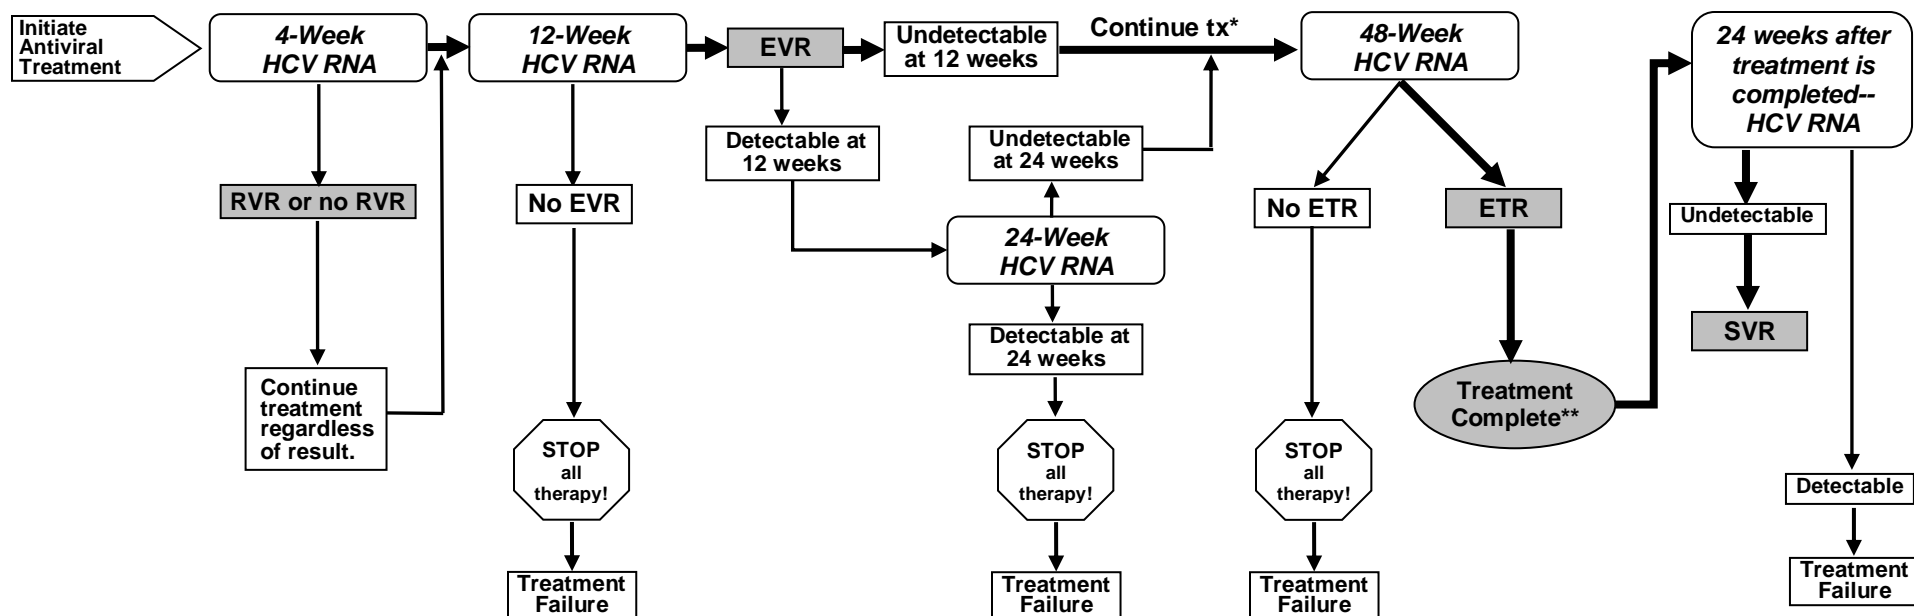 Initiate
Antiviral
Treatment
4-Week
HCV RNA
12-Week
HCV RNA
EVR
Undetectable
at 12 weeks
Continue tx*
48-Week
HCV RNA
24 weeks after
treatment is
completed--
HCV RNA
Detectable at
12 weeks
Undetectable
at 24 weeks
RVR or no RVR
No EVR
24-Week
HCV RNA
No ETR
ETR
Undetectable
SVR
Detectable at
24 weeks
Continue
treatment
regardless
of result.
Treatment
Complete**
STOP
all
therapy!
STOP
all
therapy!
STOP
all
therapy!
Detectable
Treatment
Failure
Treatment
Failure
Treatment
Failure
Treatment
Failure